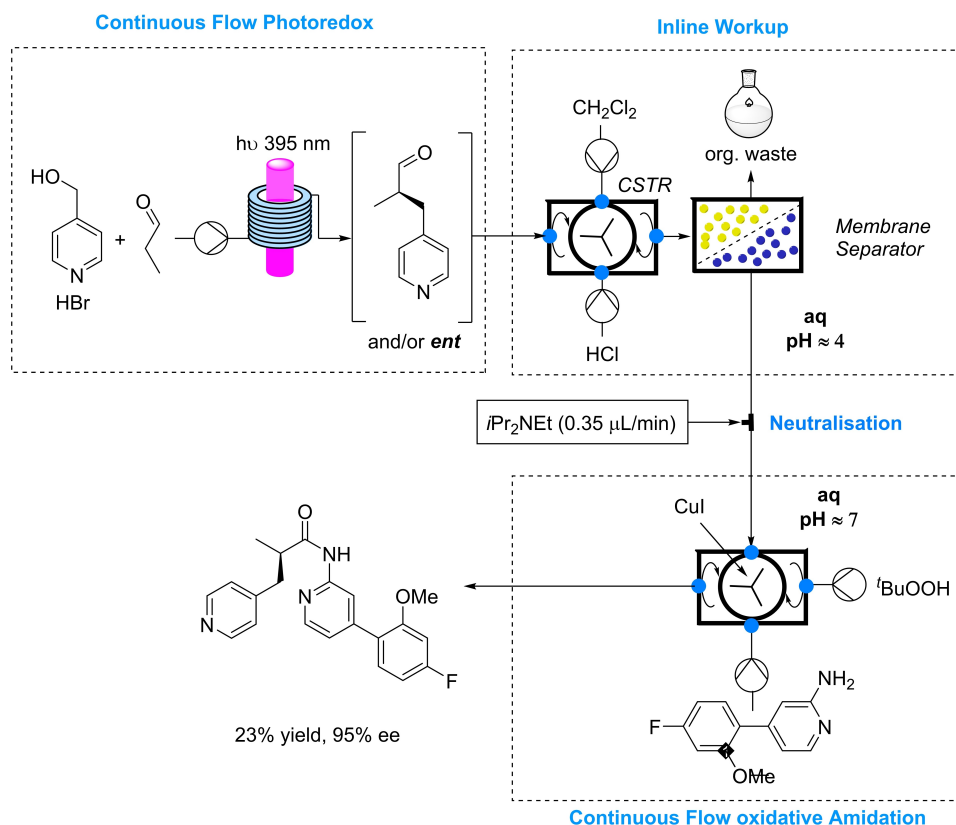 Continuous Flow Photoredox
Inline Workup
CH2Cl2
org. waste
hυ 395 nm
CSTR
HO
O
O
Membrane
Separator
+
N
HBr
N
and/or ent
HCl
aq
pH ≈ 4
iPr2NEt (0.35 μL/min)
Neutralisation
aq
pH ≈ 7
CuI
tBuOOH
O
NH
N
N
OMe
F
23% yield, 95% ee
NH2
F
N
OMe
Continuous Flow oxidative Amidation